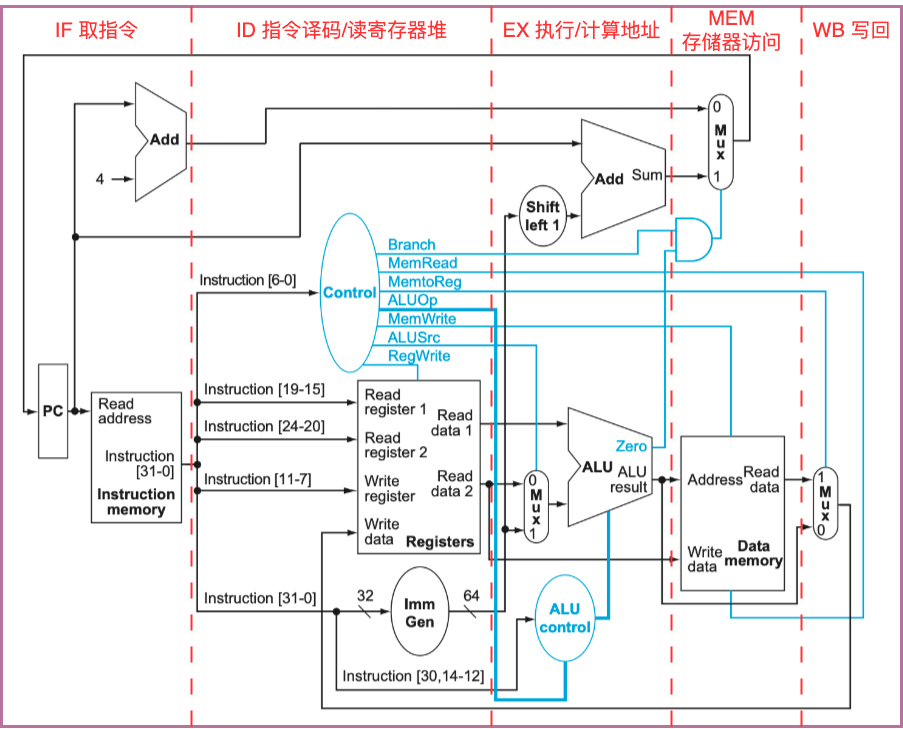 IF 取指令
ID 指令译码/读寄存器堆
EX 执行/计算地址
MEM
存储器访问
WB 写回
Add
4
0
M
u
x
1
Add Sum
Shift
left 1
Branch
MemRead
MemtoReg
ALUOp
MemWrite
ALUSrc
RegWrite
Control
Instruction [6-0]
PC
Read
address
Instruction
[31-0]
Instruction
memory
Instruction [19-15]
Instruction [24-20]
Instruction [11-7]
Read
register 1
Read
register 2
Write
register
Write
data
Read
data 1
Read
data 2
Registers
0
M
u
x
1
Zero
ALU
ALU
result
Address
Read
data
Write
data
Data
memory
1
M
u
x
0
Instruction [31-0]
32
Imm
Gen
64
ALU
control
Instruction [30,14-12]